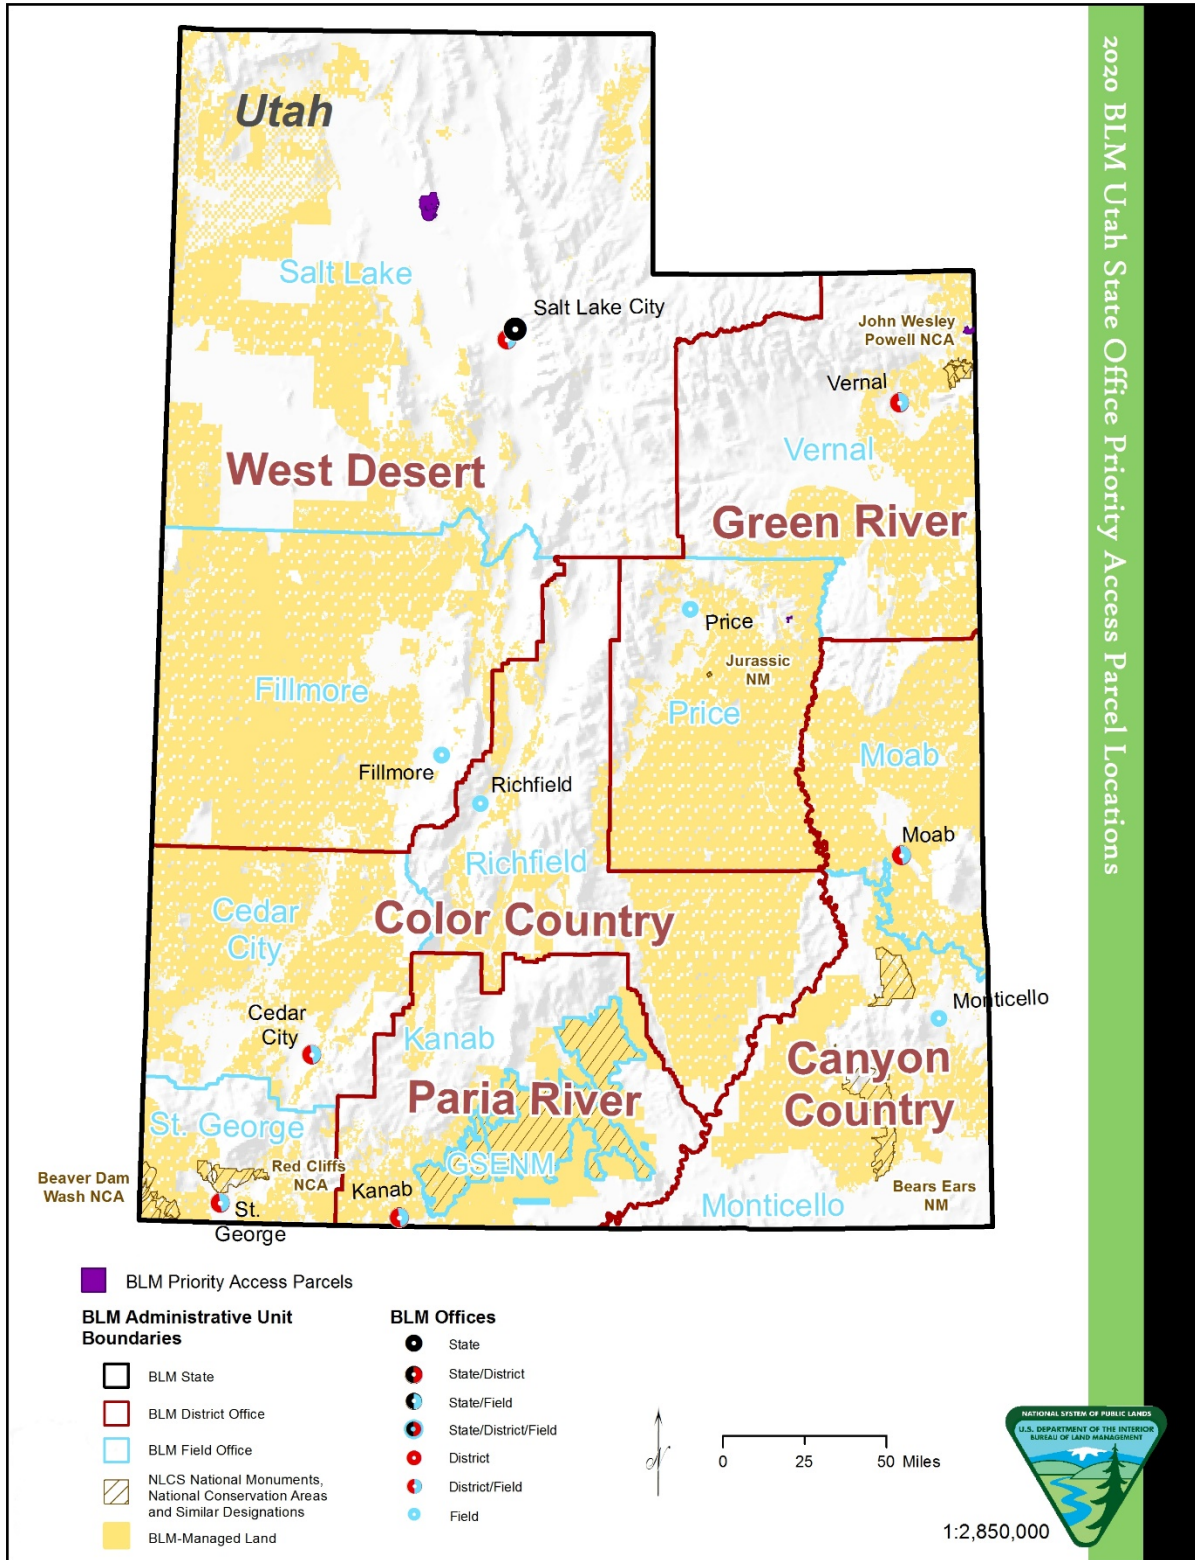 2020 BLM Utah State Office Priority Access Parcel Locations
Utah
Salt Lake
Salt Lake City
John Wesley
Powell NCA
Vernal
Vernal
West Desert
Green River
Price
Jurassic
NM
Fillmore
Price
Moab
Fillmore
Richfield
Moab
Richfield
Cedar
City
Color Country
Monticello
Cedar
City
Kanab
Canyon
Country
Paria River
St. George
GSENM
Red Cliffs
NCA
Beaver Dam
Wash NCA
Kanab
Bears Ears
NM
Monticello
St.
George
BLM Priority Access Parcels
BLM Administrative Unit
Boundaries
BLM State
BLM District Office
BLM Field Office
NLCS National Monuments,
National Conservation Areas
and Similar Designations
BLM-Managed Land
BLM Offices
State
State/District
State/Field
State/District/Field
District
District/Field
Field
N
0 25 50 Miles
1:2,850,000
NATIONAL SYSTEM OF PUBLIC LANDS
U.S. DEPARTMENT OF THE INTERIOR
BUREAU OF LAND MANAGEMENT